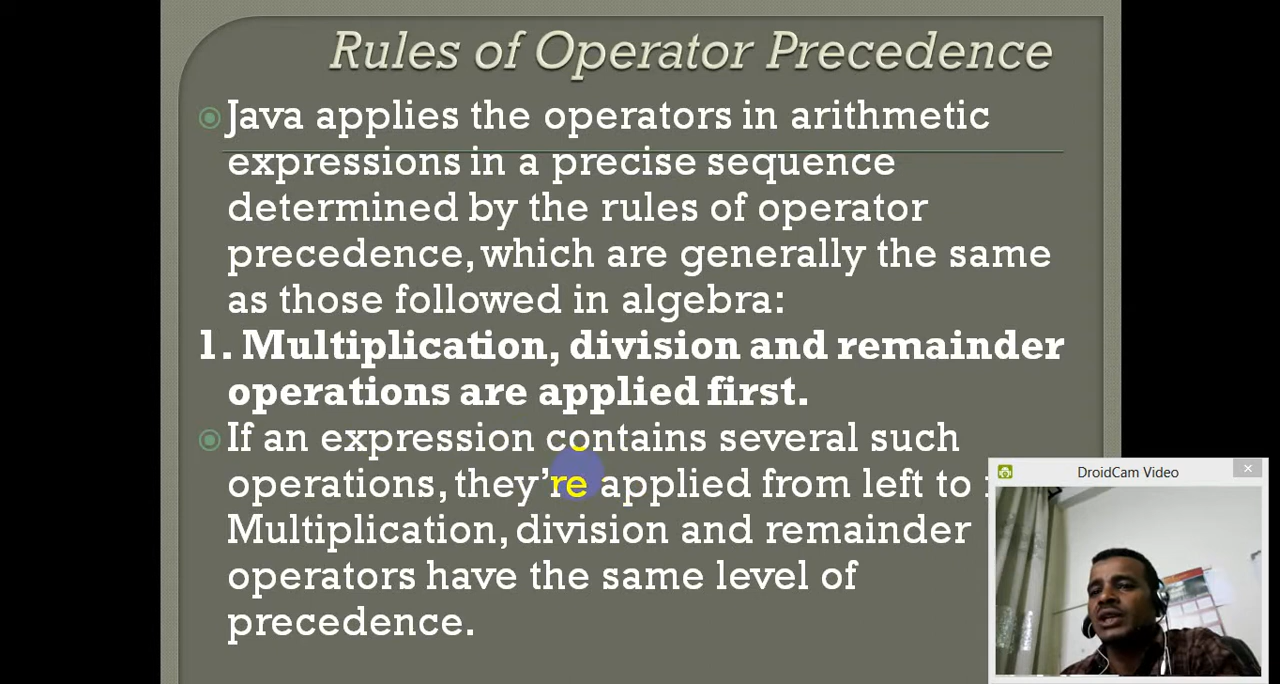 Rules of Operator Precedence
Java applies the operators in arithmetic
expressions in a precise sequence
determined by the rules of operator
precedence, which are generally the same
as those followed in algebra:
1. Multiplication, division and remainder
operations are applied first.
If an expression contains several such
operations, they're applied from left to
Multiplication, division and remainder
operators have the same level of
precedence.
DroidCam Video